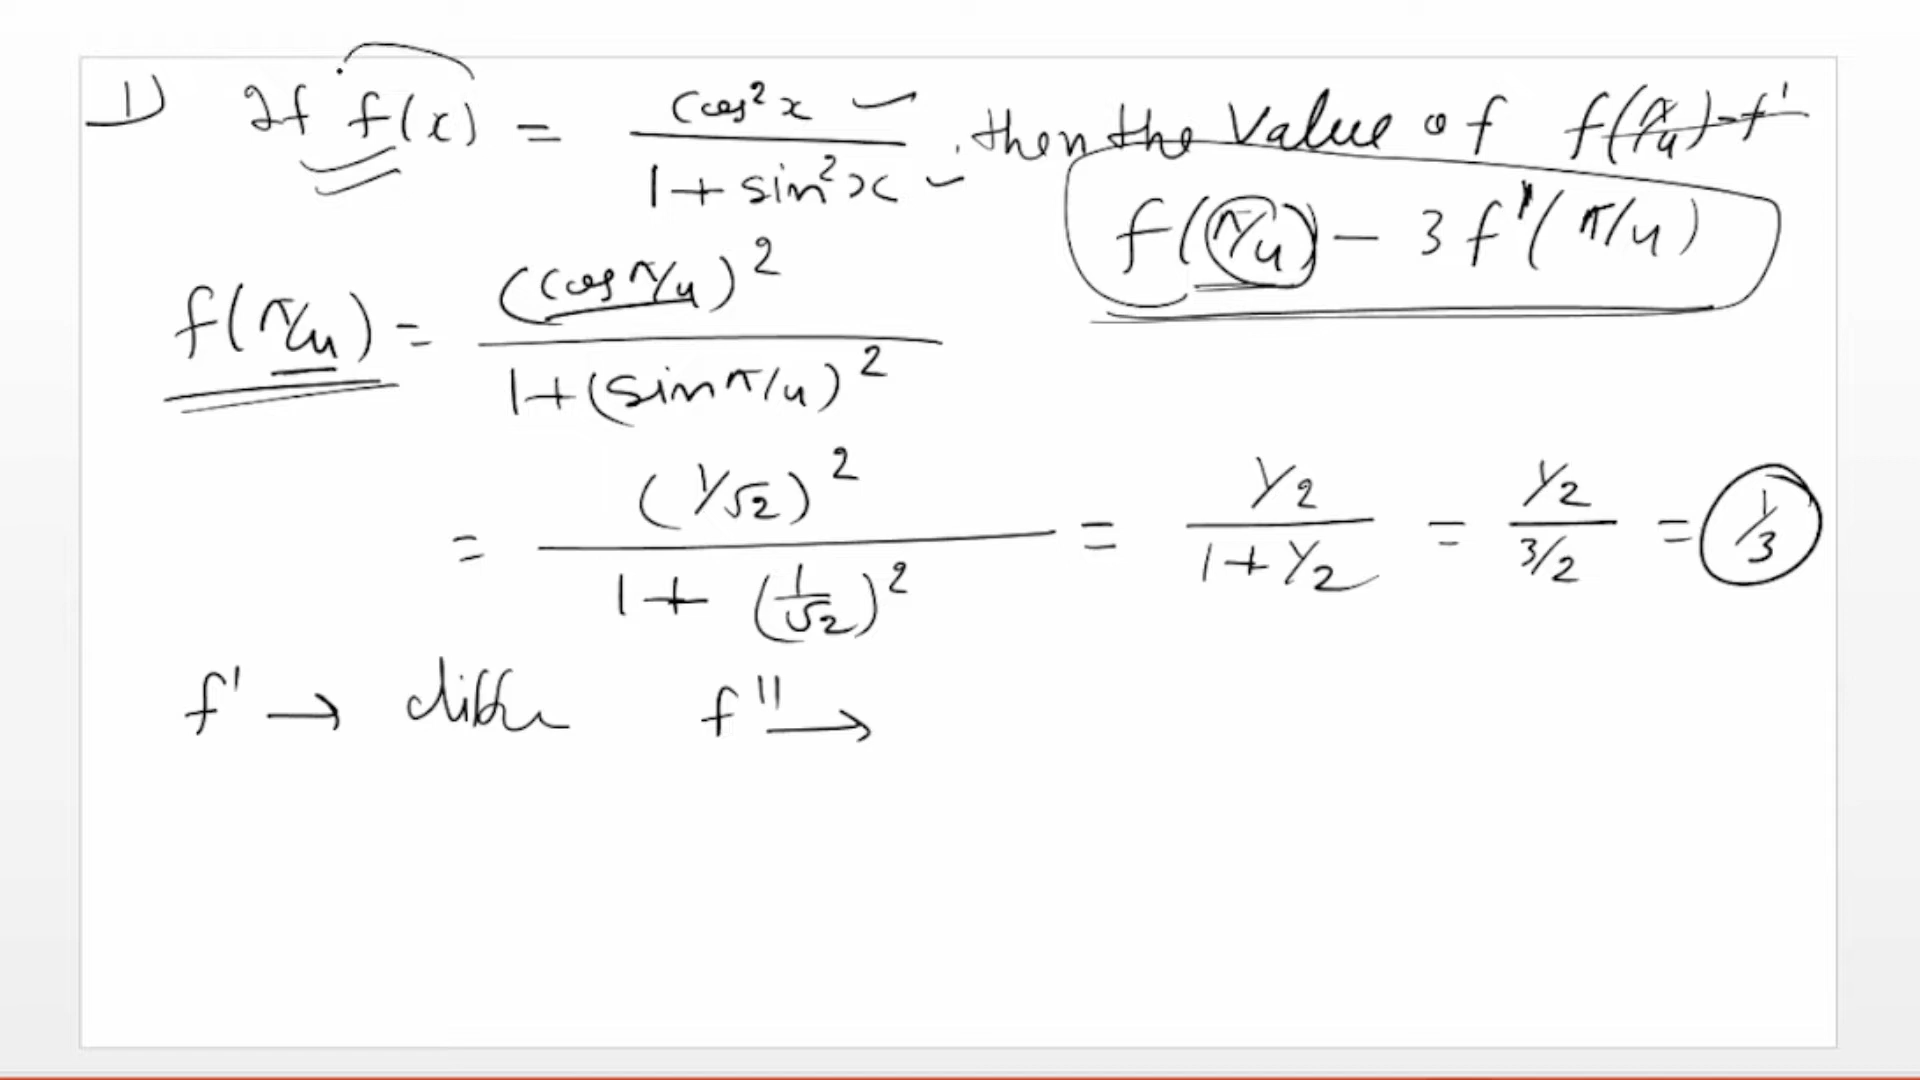 1) If f(x) = cos²x / 1 + sin²x, then the value of f(π/4) - f'
f(π/4) - 3 f'(π/4)
f(π/4) = (cos π/4)² / 1 + (sin π/4)²
= (1/√2)² / 1 + (1/√2)² = 1/2 / 1 + 1/2 = 1/2 / 3/2 = 1/3
f' → diffre f'' →